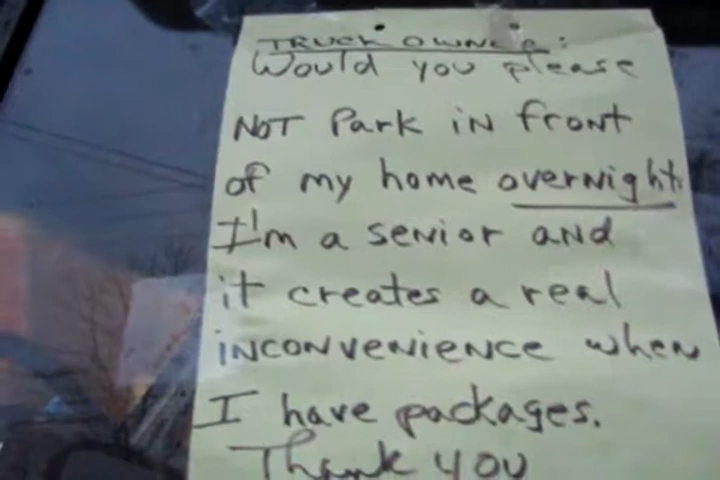 TRUCK OWNER:
Would you please
NOT Park iN front
of my home overNight.
I'm a seNior aND
it creates a real
iNCONveNieNce wheN
I have packages.
Thank you